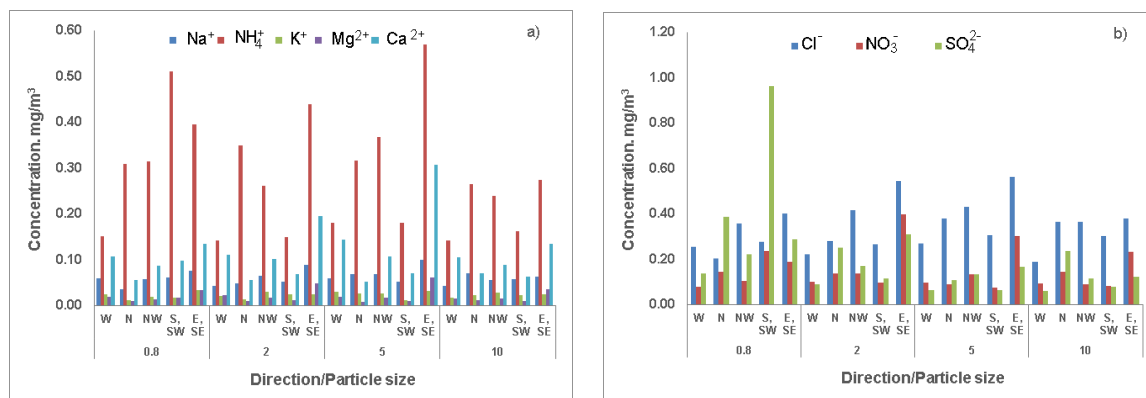 a)
Na⁺ NH₄⁺ K⁺ Mg²⁺ Ca²⁺
Concentration. mg/m³
0.60
0.50
0.40
0.30
0.20
0.10
0.00
W N NW S, SW E, SE W N NW S, SW E, SE W N NW S, SW E, SE W N NW S, SW E, SE
0.8 2 5 10
Direction/Particle size
b)
Cl⁻ NO₃⁻ SO₄²⁻
Concentration. mg/m³
1.20
1.00
0.80
0.60
0.40
0.20
0.00
W N NW S, SW E, SE W N NW S, SW E, SE W N NW S, SW E, SE W N NW S, SW E, SE
0.8 2 5 10
Direction/Particle size